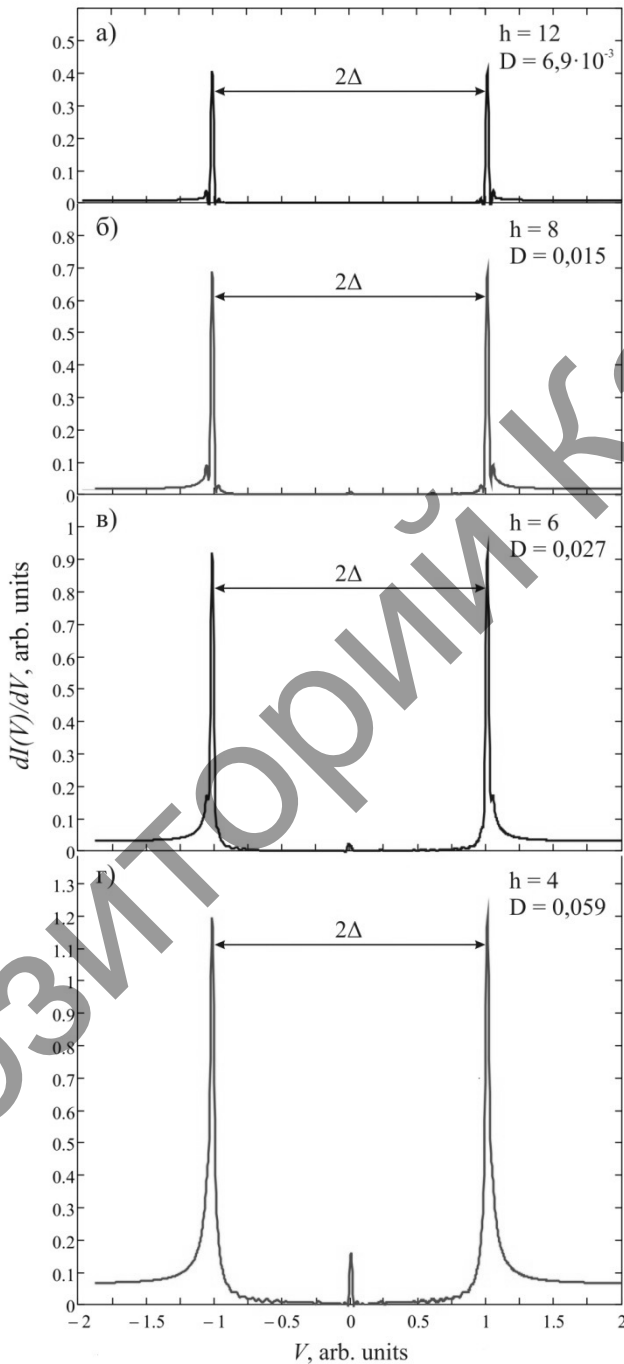 а)
h = 12
D = 6,9·10⁻³
2Δ
0.5
0.4
0.3
0.2
0.1
0
б)
h = 8
D = 0,015
2Δ
0.8
0.7
0.6
0.5
0.4
0.3
0.2
0.1
0
в)
h = 6
D = 0,027
2Δ
1
0.9
0.8
0.7
0.6
0.5
0.4
0.3
0.2
0.1
0
г)
h = 4
D = 0,059
2Δ
1.3
1.2
1.1
1
0.9
0.8
0.7
0.6
0.5
0.4
0.3
0.2
0.1
0
dI(V)/dV, arb. units
−2 −1.5 −1 −0.5 0 0.5 1 1.5 2
V, arb. units